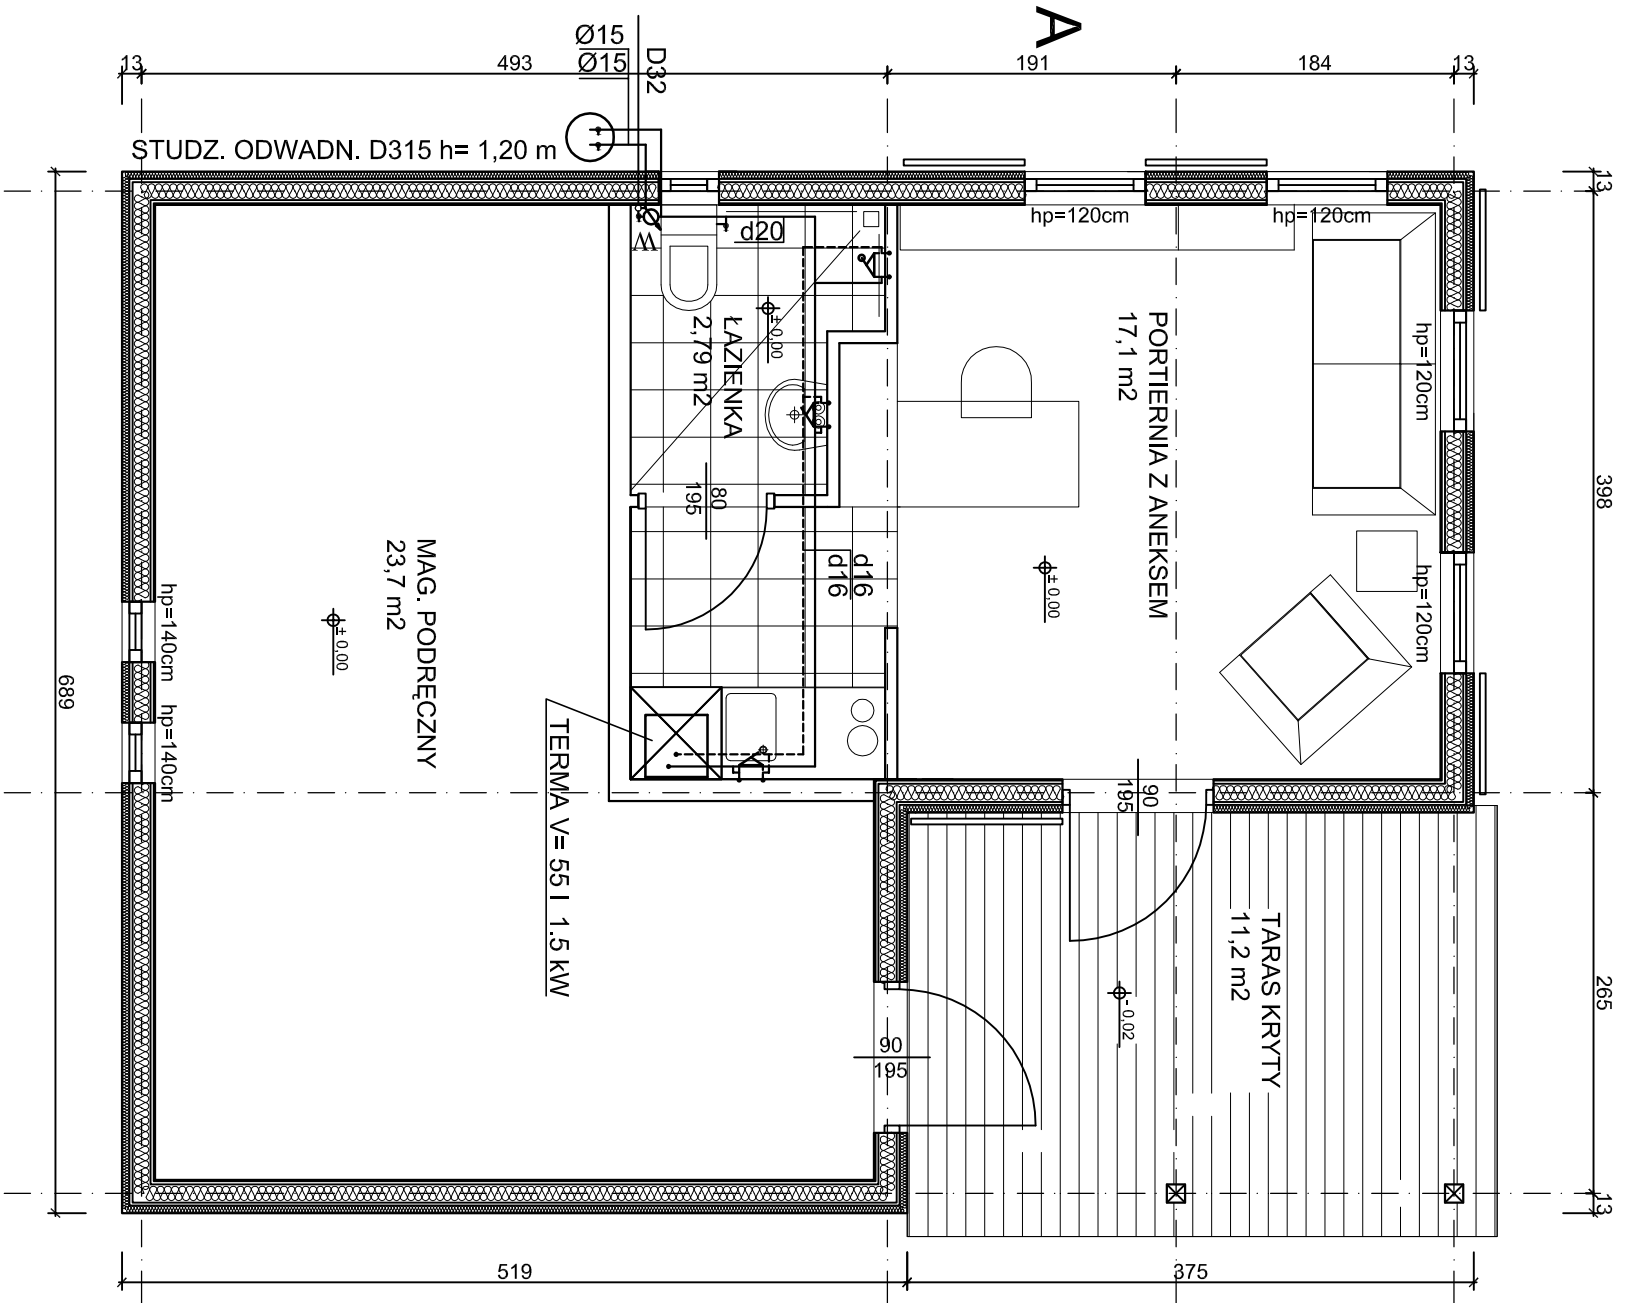 A
Ø15
Ø15
D32
13
493
191
184
13
STUDZ. ODWADN. D315 h= 1,20 m
hp=120cm
hp=120cm
13
398
265
13
hp=120cm
hp=120cm
d20
± 0,00
ŁAZIENKA
2,79 m2
80
195
d16
d16
PORTIERNIA Z ANEKSEM
17,1 m2
± 0,00
90
195
MAG. PODRĘCZNY
23,7 m2
± 0,00
hp=140cm
hp=140cm
TERMA V= 55 l 1.5 kW
TARAS KRYTY
11,2 m2
- 0,02
90
195
689
519
375